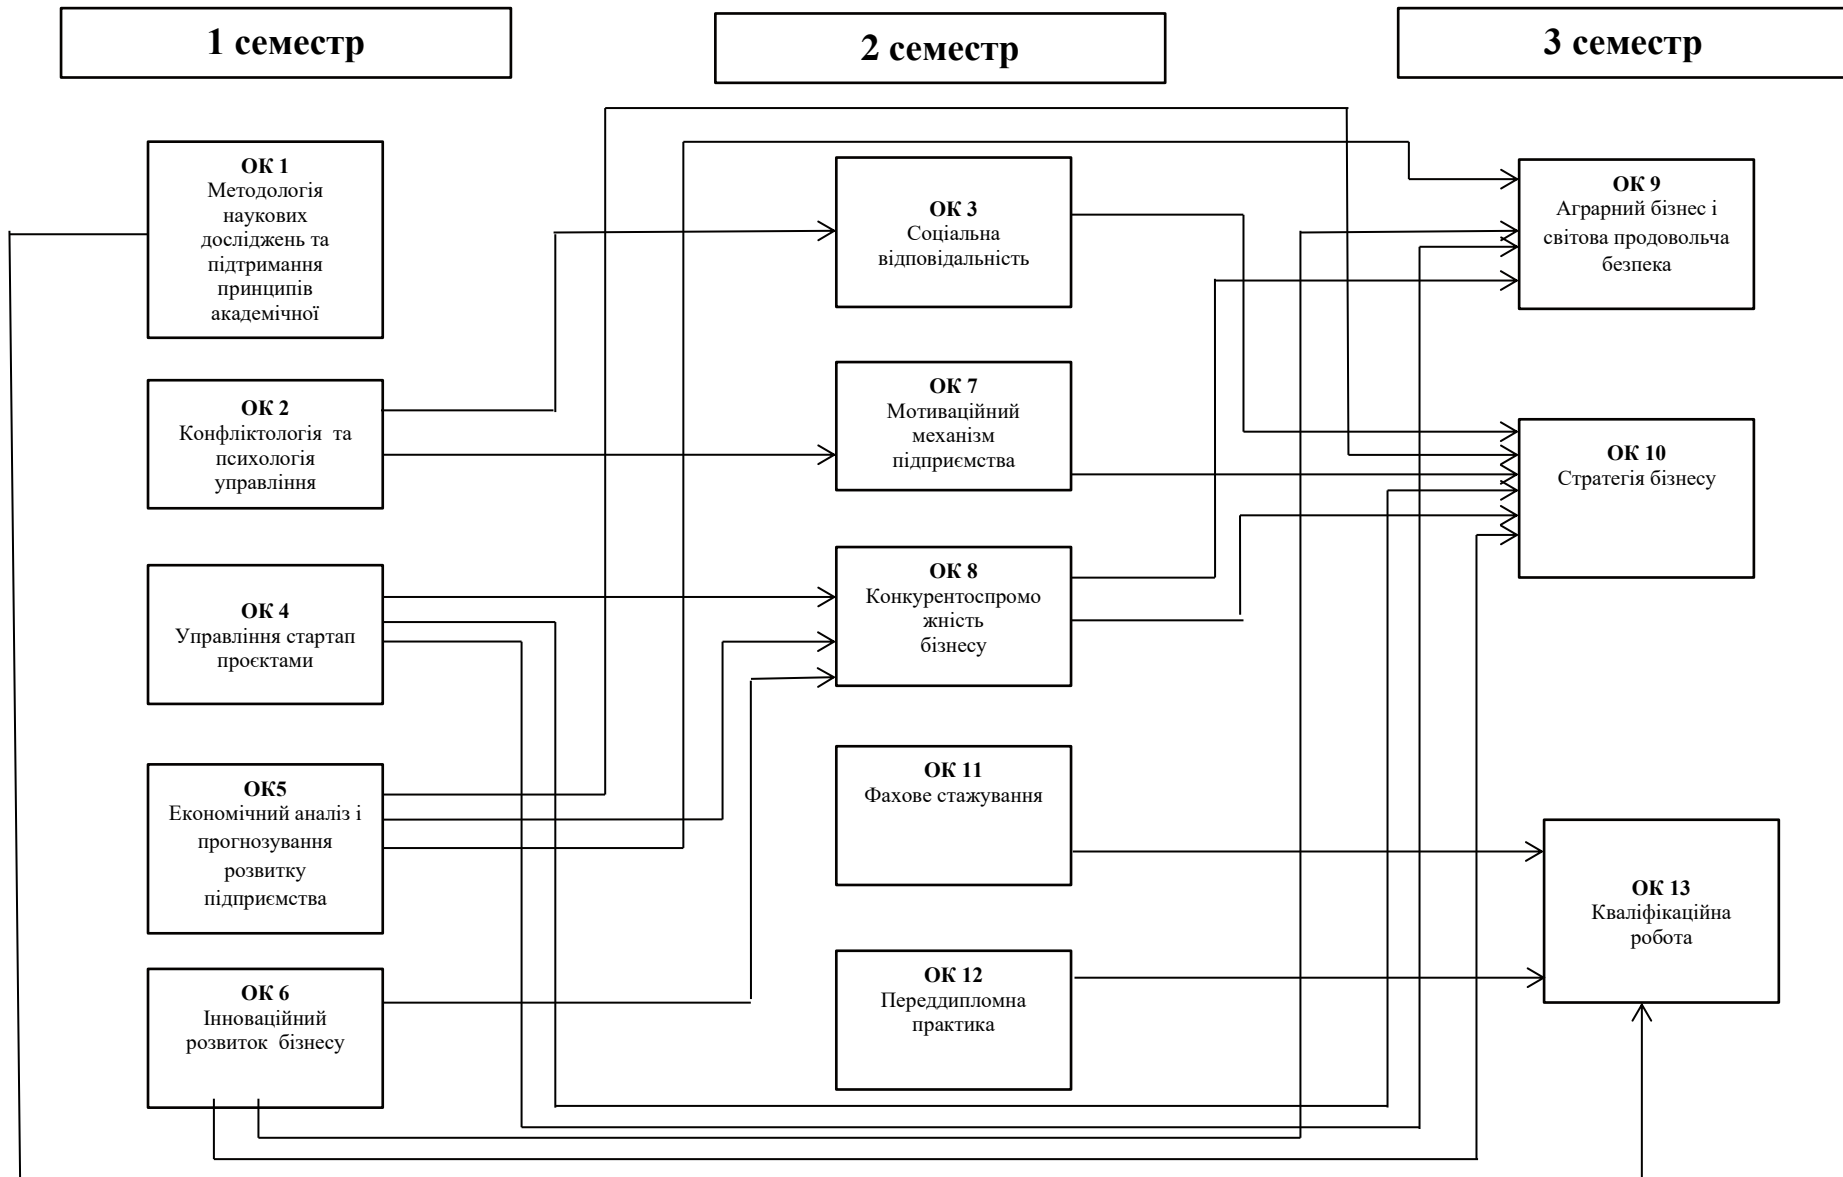 1 семестр
2 семестр
3 семестр
ОК 1
Методологія
наукових
досліджень та
підтримання
принципів
академічної
ОК 2
Конфліктологія та
психологія
управління
ОК 4
Управління стартап
проєктами
ОК5
Економічний аналіз і
прогнозування
розвитку
підприємства
ОК 6
Інноваційний
розвиток бізнесу
ОК 3
Соціальна
відповідальність
ОК 7
Мотиваційний
механізм
підприємства
ОК 8
Конкурентоспромо
жність
бізнесу
ОК 11
Фахове стажування
ОК 12
Переддипломна
практика
ОК 9
Аграрний бізнес і
світова продовольча
безпека
ОК 10
Стратегія бізнесу
ОК 13
Кваліфікаційна
робота